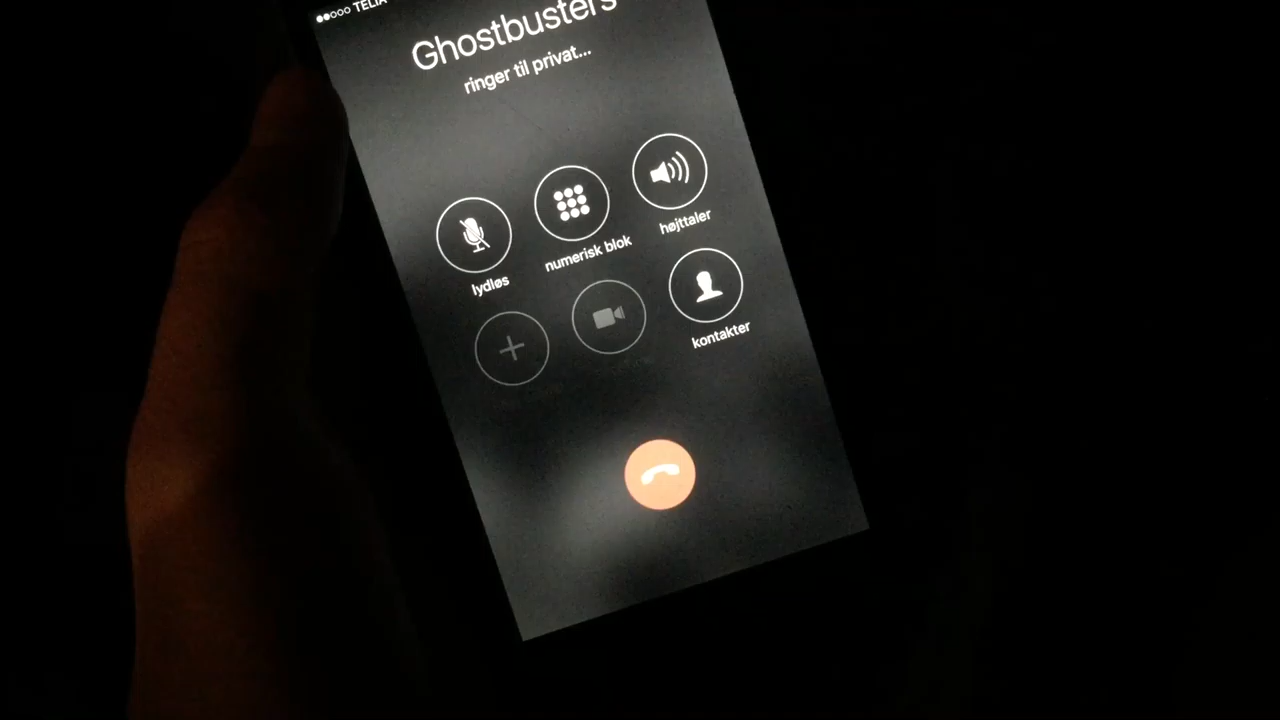 TELIA
Ghostbusters
ringer til privat...
lydløs
numerisk blok
højttaler
kontakter